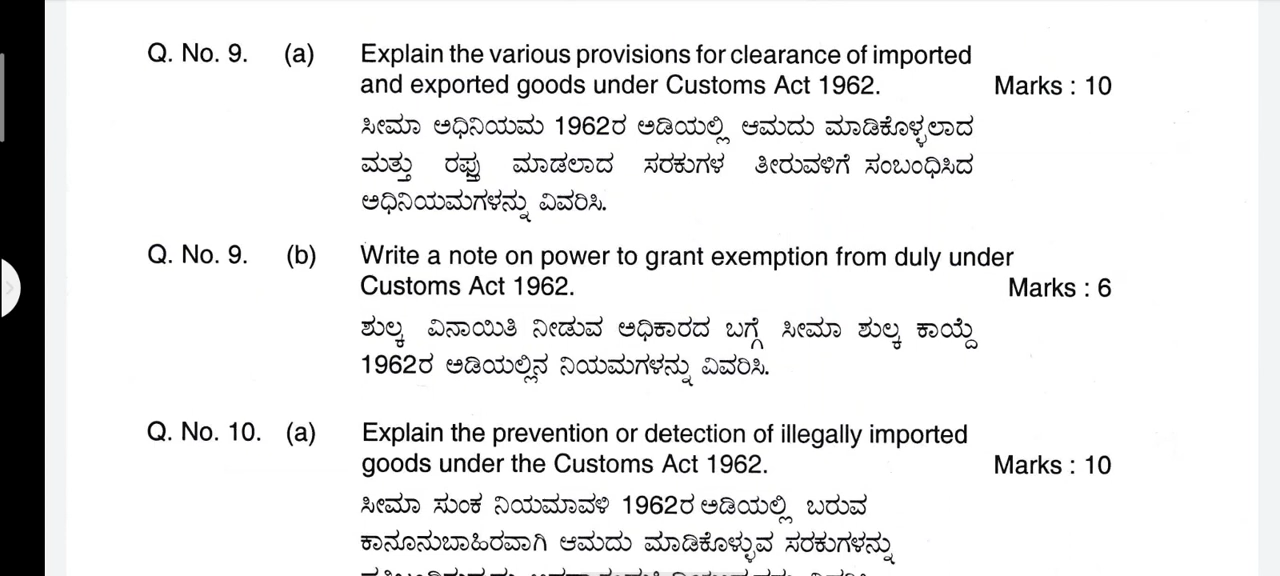 Q. No. 9. (a) Explain the various provisions for clearance of imported
and exported goods under Customs Act 1962. Marks : 10
ಸೀಮಾ ಅಧಿನಿಯಮ 1962ರ ಅಡಿಯಲ್ಲಿ ಆಮದು ಮಾಡಿಕೊಳ್ಳಲಾದ
ಮತ್ತು ರಫ್ತು ಮಾಡಲಾದ ಸರಕುಗಳ ತೀರುವಳಿಗೆ ಸಂಬಂಧಿಸಿದ
ಅಧಿನಿಯಮಗಳನ್ನು ವಿವರಿಸಿ.
Q. No. 9. (b) Write a note on power to grant exemption from duly under
Customs Act 1962. Marks : 6
ಶುಲ್ಕ ವಿನಾಯಿತಿ ನೀಡುವ ಅಧಿಕಾರದ ಬಗ್ಗೆ ಸೀಮಾ ಶುಲ್ಕ ಕಾಯ್ದೆ
1962ರ ಅಡಿಯಲ್ಲಿನ ನಿಯಮಗಳನ್ನು ವಿವರಿಸಿ.
Q. No. 10. (a) Explain the prevention or detection of illegally imported
goods under the Customs Act 1962. Marks : 10
ಸೀಮಾ ಸುಂಕ ನಿಯಮಾವಳಿ 1962ರ ಅಡಿಯಲ್ಲಿ ಬರುವ
ಕಾನೂನುಬಾಹಿರವಾಗಿ ಆಮದು ಮಾಡಿಕೊಳ್ಳುವ ಸರಕುಗಳನ್ನು